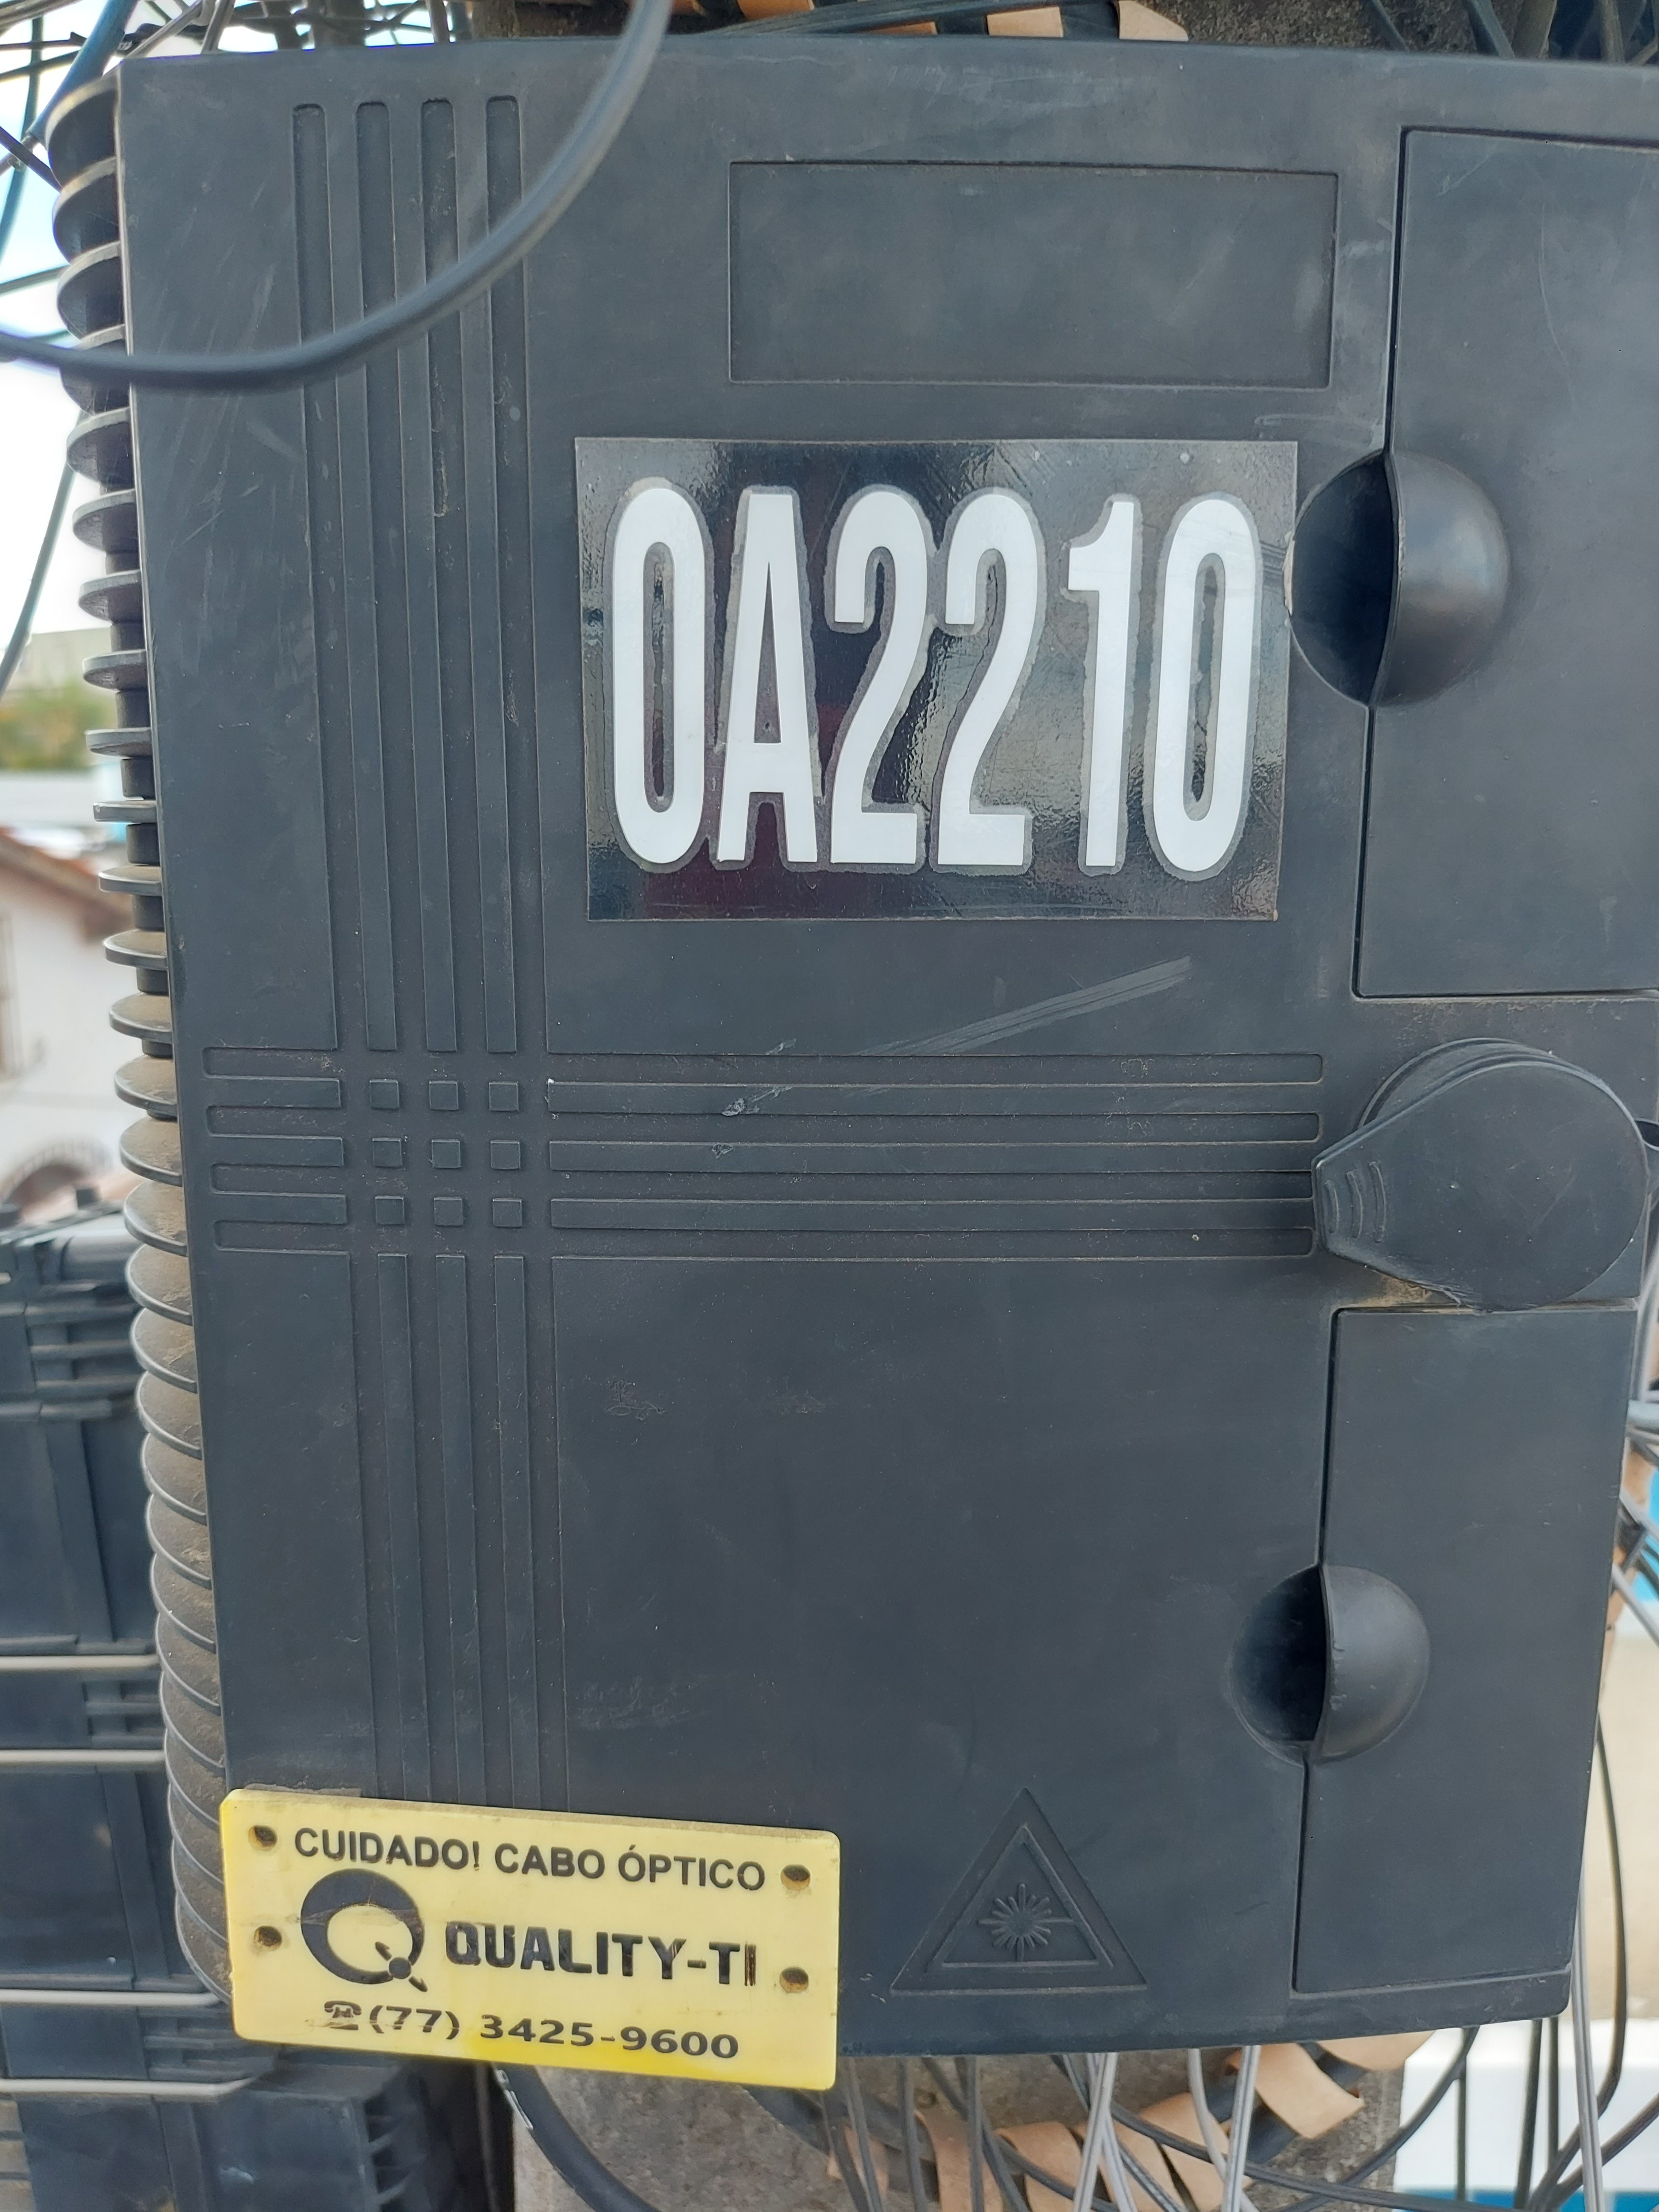 0A2210
CUIDADO! CABO ÓPTICO
QUALITY-TI
☎(77) 3425-9600